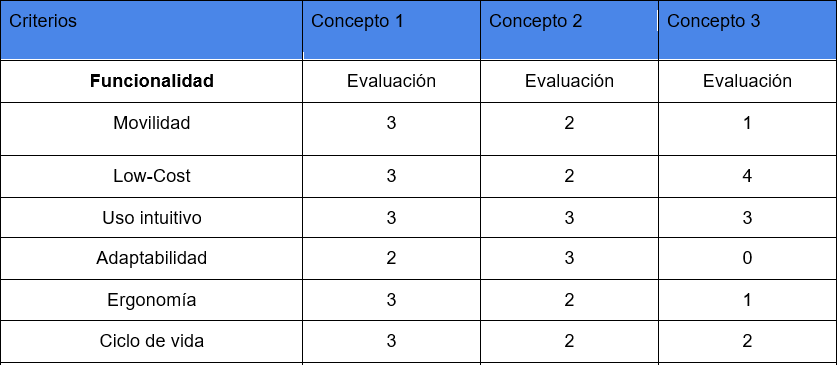 Criterios Concepto 1 Concepto 2 Concepto 3
Funcionalidad Evaluación Evaluación Evaluación
Movilidad 3 2 1
Low-Cost 3 2 4
Uso intuitivo 3 3 3
Adaptabilidad 2 3 0
Ergonomía 3 2 1
Ciclo de vida 3 2 2